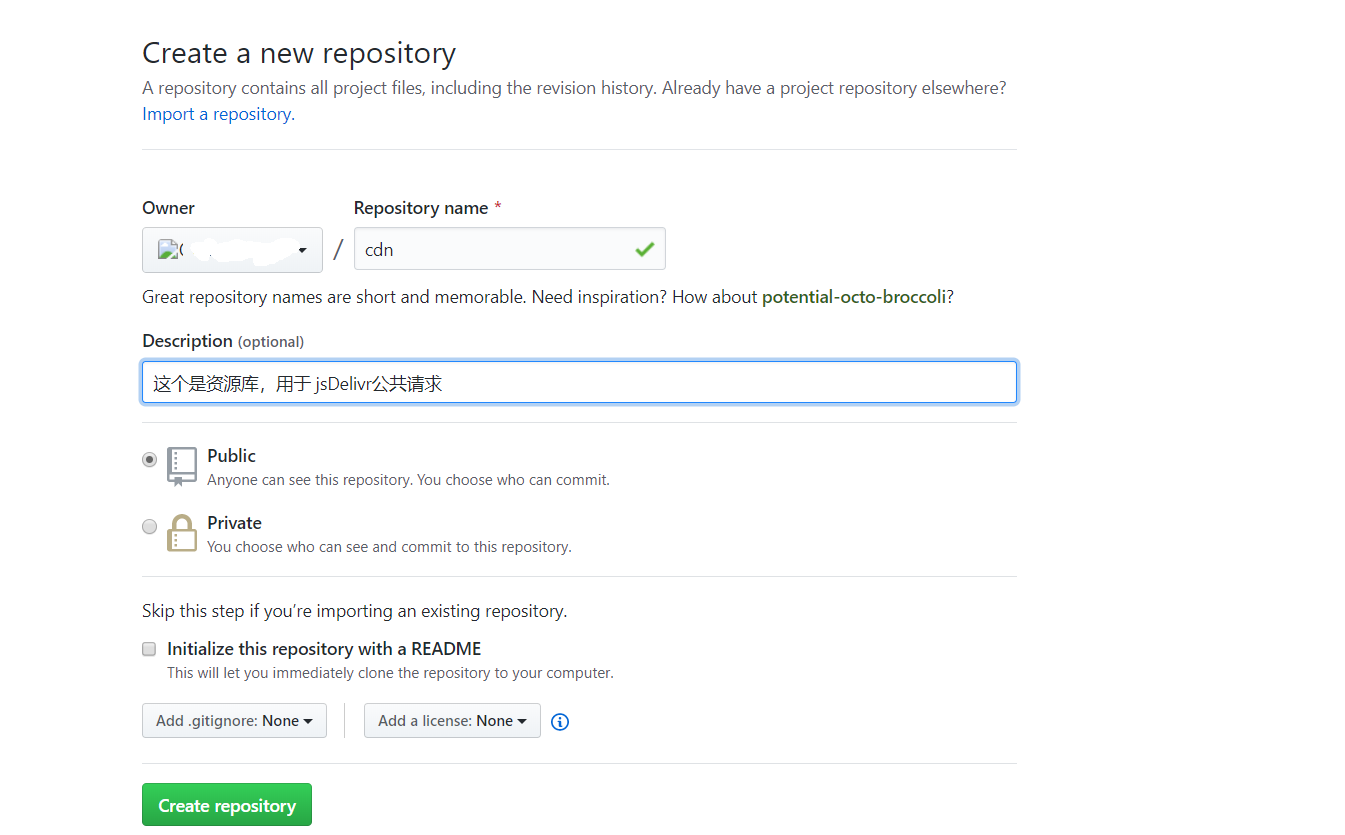 Create a new repository
A repository contains all project files, including the revision history. Already have a project repository elsewhere?
Import a repository.
Owner
Repository name *
/
cdn
Great repository names are short and memorable. Need inspiration? How about potential-octo-broccoli?
Description (optional)
这个是资源库，用于 jsDelivr公共请求
Public
Anyone can see this repository. You choose who can commit.
Private
You choose who can see and commit to this repository.
Skip this step if you’re importing an existing repository.
Initialize this repository with a README
This will let you immediately clone the repository to your computer.
Add .gitignore: None
Add a license: None
Create repository